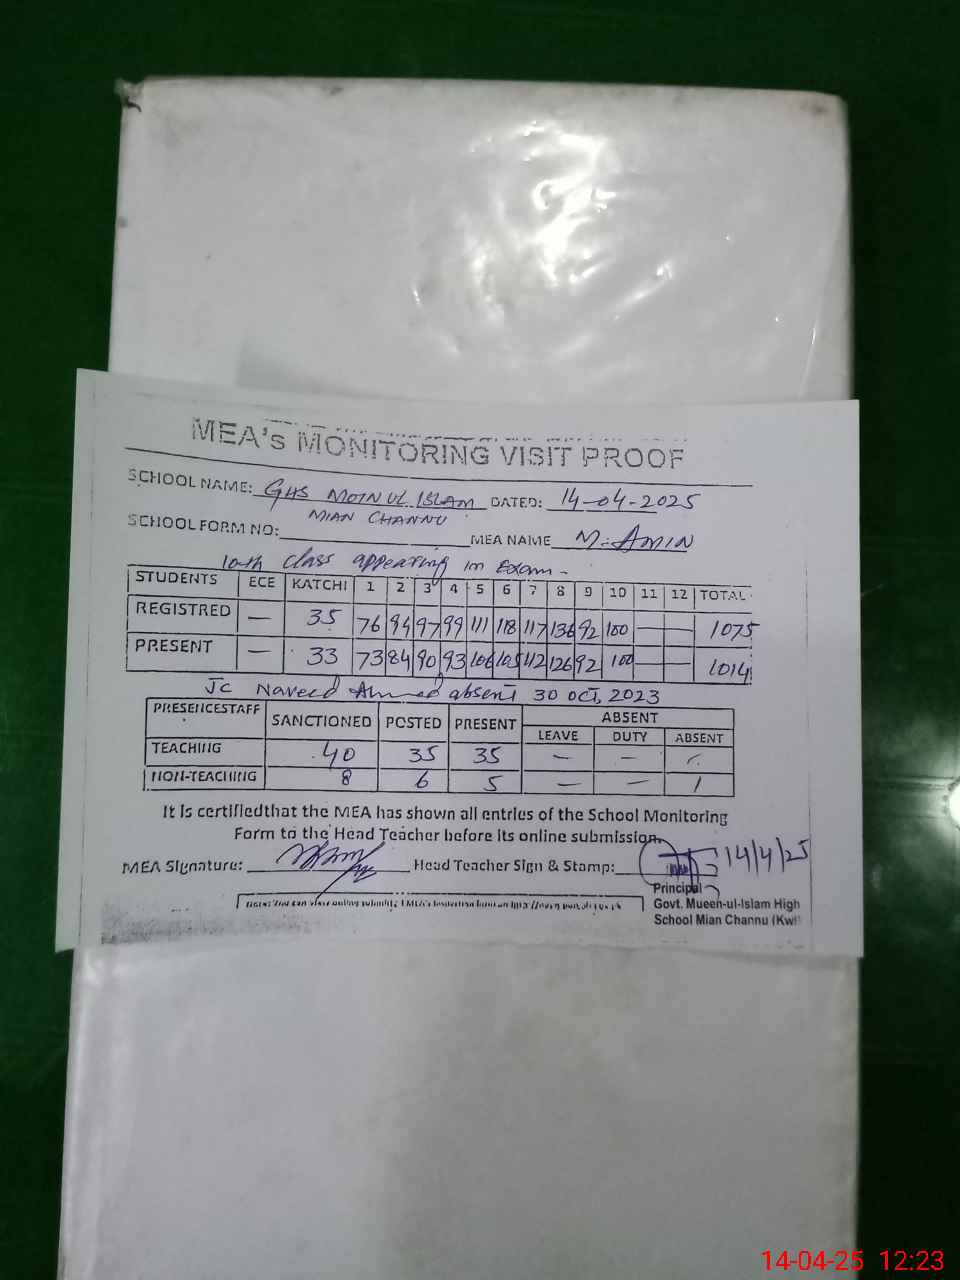 MEA's MONITORING VISIT PROOF
SCHOOL NAME: GHS MOIN UL ISLAM DATED: 14-04-2025
MIAN CHANNU
SCHOOL FORM NO: MEA NAME M. AMIN
10th class appearing in Exam -
STUDENTS ECE KATCHI 1 2 3 4 5 6 7 8 9 10 11 12 TOTAL
REGISTRED — 35 76 94 97 99 111 118 117 136 92 100 — — 1075
PRESENT — 33 73 84 90 93 106 105 112 126 92 100 — — 1014
JC Naveed Ahmed absent 30 OCT, 2023
PRESENCESTAFF SANCTIONED POSTED PRESENT ABSENT
LEAVE DUTY ABSENT
TEACHING 40 35 35 — — -
NON-TEACHING 8 6 5 — — 1
It is certifiedthat the MEA has shown all entries of the School Monitoring
Form to the Head Teacher before its online submission.
MEA Signature: Head Teacher Sign & Stamp: 14/4/25
Principal
Govt. Mueen-ul-Islam High
School Mian Channu (Kwl)
14-04-25 12:23